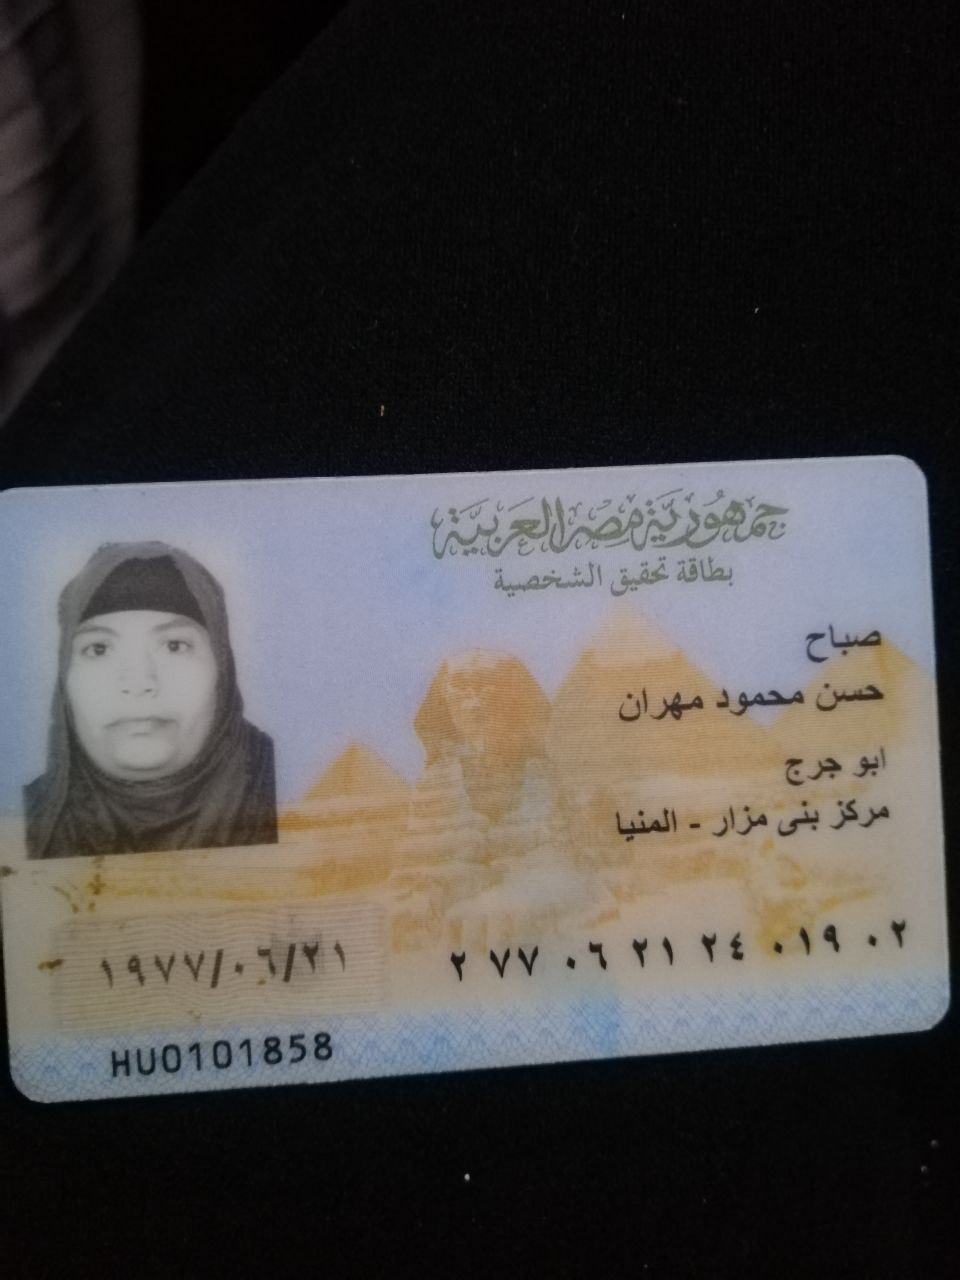 جمهورية مصر العربية
بطاقة تحقيق الشخصية
صباح
حسن محمود مهران
ابو جرج
مركز بنى مزار - المنيا
٢ ٧٧ ٠٦ ٢١ ٢٤ ٠١٩ ٠٢
١٩٧٧/٠٦/٢١
HU0101858